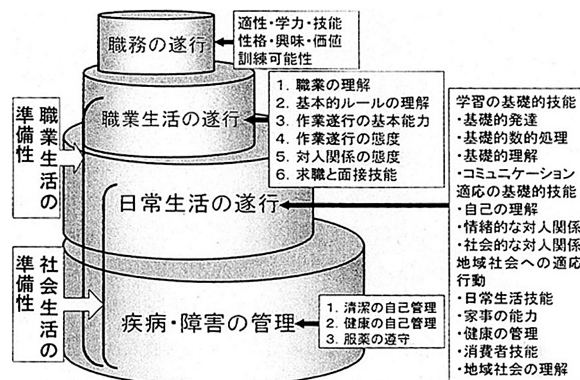 職務の遂行
適性・学力・技能
性格・興味・価値
訓練可能性
職業生活の遂行
1. 職業の理解
2. 基本的ルールの理解
3. 作業遂行の基本能力
4. 作業遂行の態度
5. 対人関係の態度
6. 求職と面接技能
職業生活の
準備性
日常生活の遂行
学習の基礎的技能
・基礎的発達
・基礎的数的処理
・基礎的理解
・コミュニケーション
適応の基礎的技能
・自己の理解
・情緒的な対人関係
・社会的な対人関係
地域社会への適応
行動
・日常生活技能
・家事の能力
・健康の管理
・消費者技能
・地域社会の理解
社会生活の
準備性
疾病・障害の管理
1. 清潔の自己管理
2. 健康の自己管理
3. 服薬の遵守